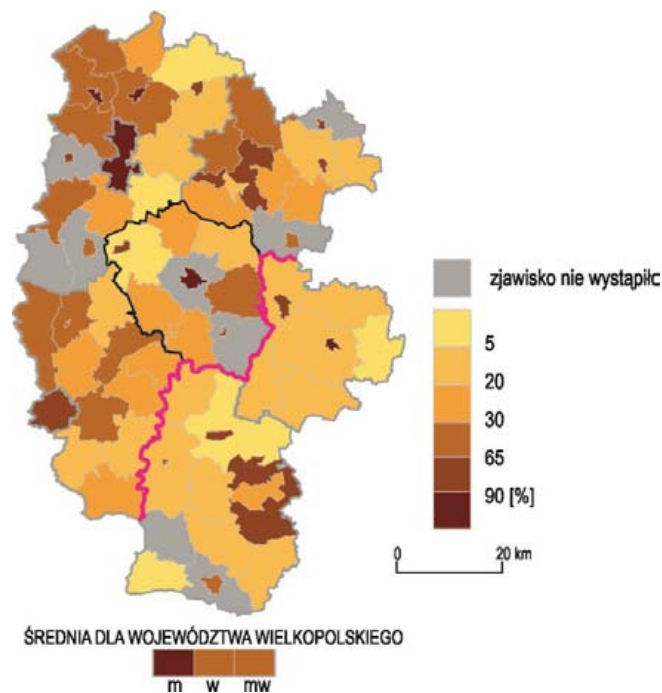 zjawisko nie wystąpiło
5
20
30
65
90 [%]
0 20 km
ŚREDNIA DLA WOJEWÓDZTWA WIELKOPOLSKIEGO
m w mw